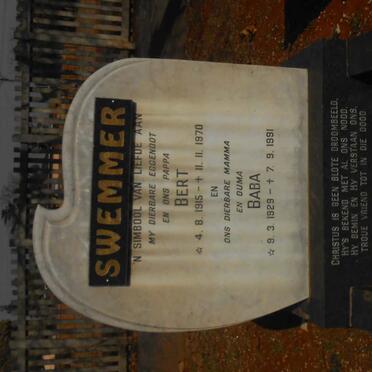 SWEMMER
'N SIMBOOL VAN LIEFDE AAN
MY DIERBARE EGGENOOT
EN ONS PAPPA
BERT
☆ 4. 8. 1915 – † 11. 11. 1970
EN
ONS DIERBARE MAMMA
EN OUMA
BABA
☆ 9. 3. 1929 – † 7. 9. 1991
CHRISTUS IS GEEN BLOTE DROOMBEELD,
HY'S BEKEND MET AL ONS NOOD.
HY BEMIN EN HY VERSTAAN ONS,
TROUE VRIEND TOT IN DIE DOOD